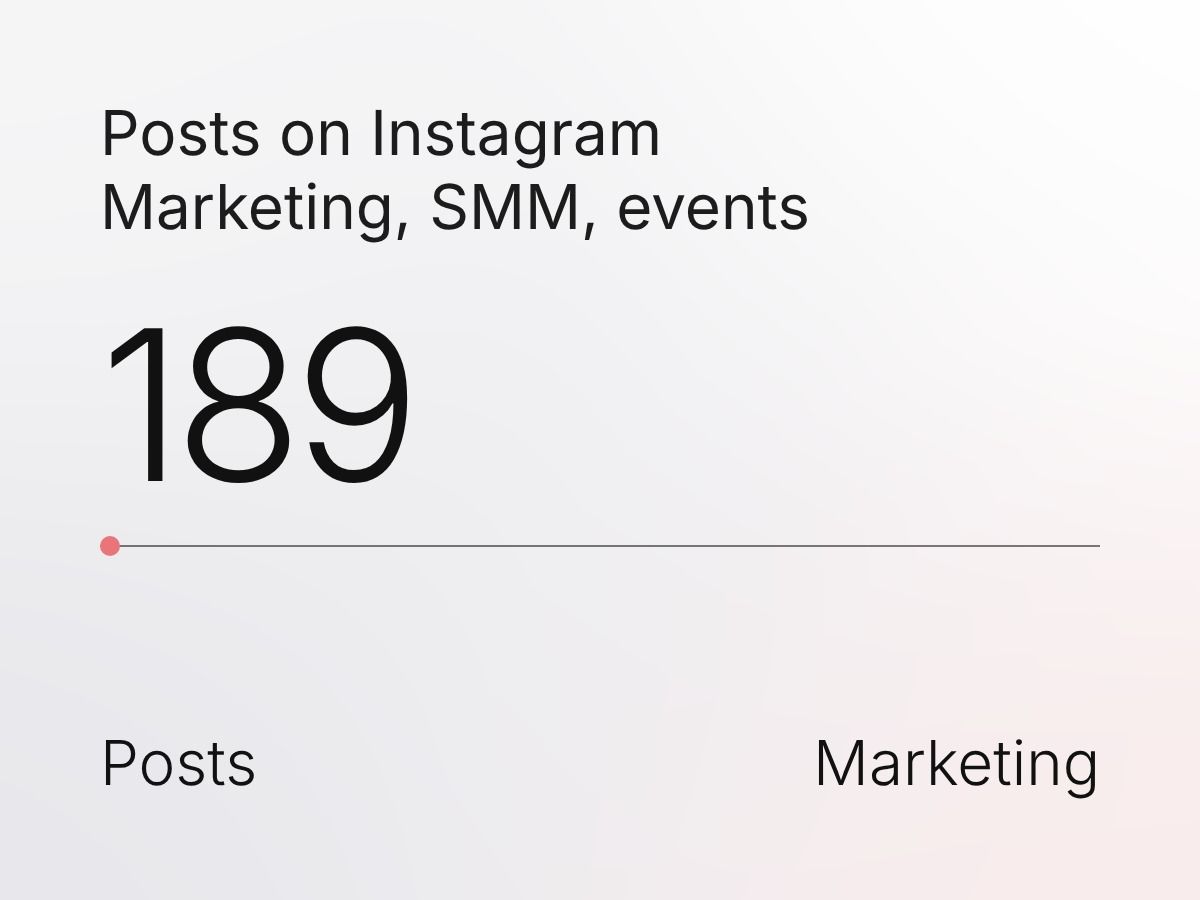 Posts on Instagram
Marketing, SMM, events
189
Posts
Marketing